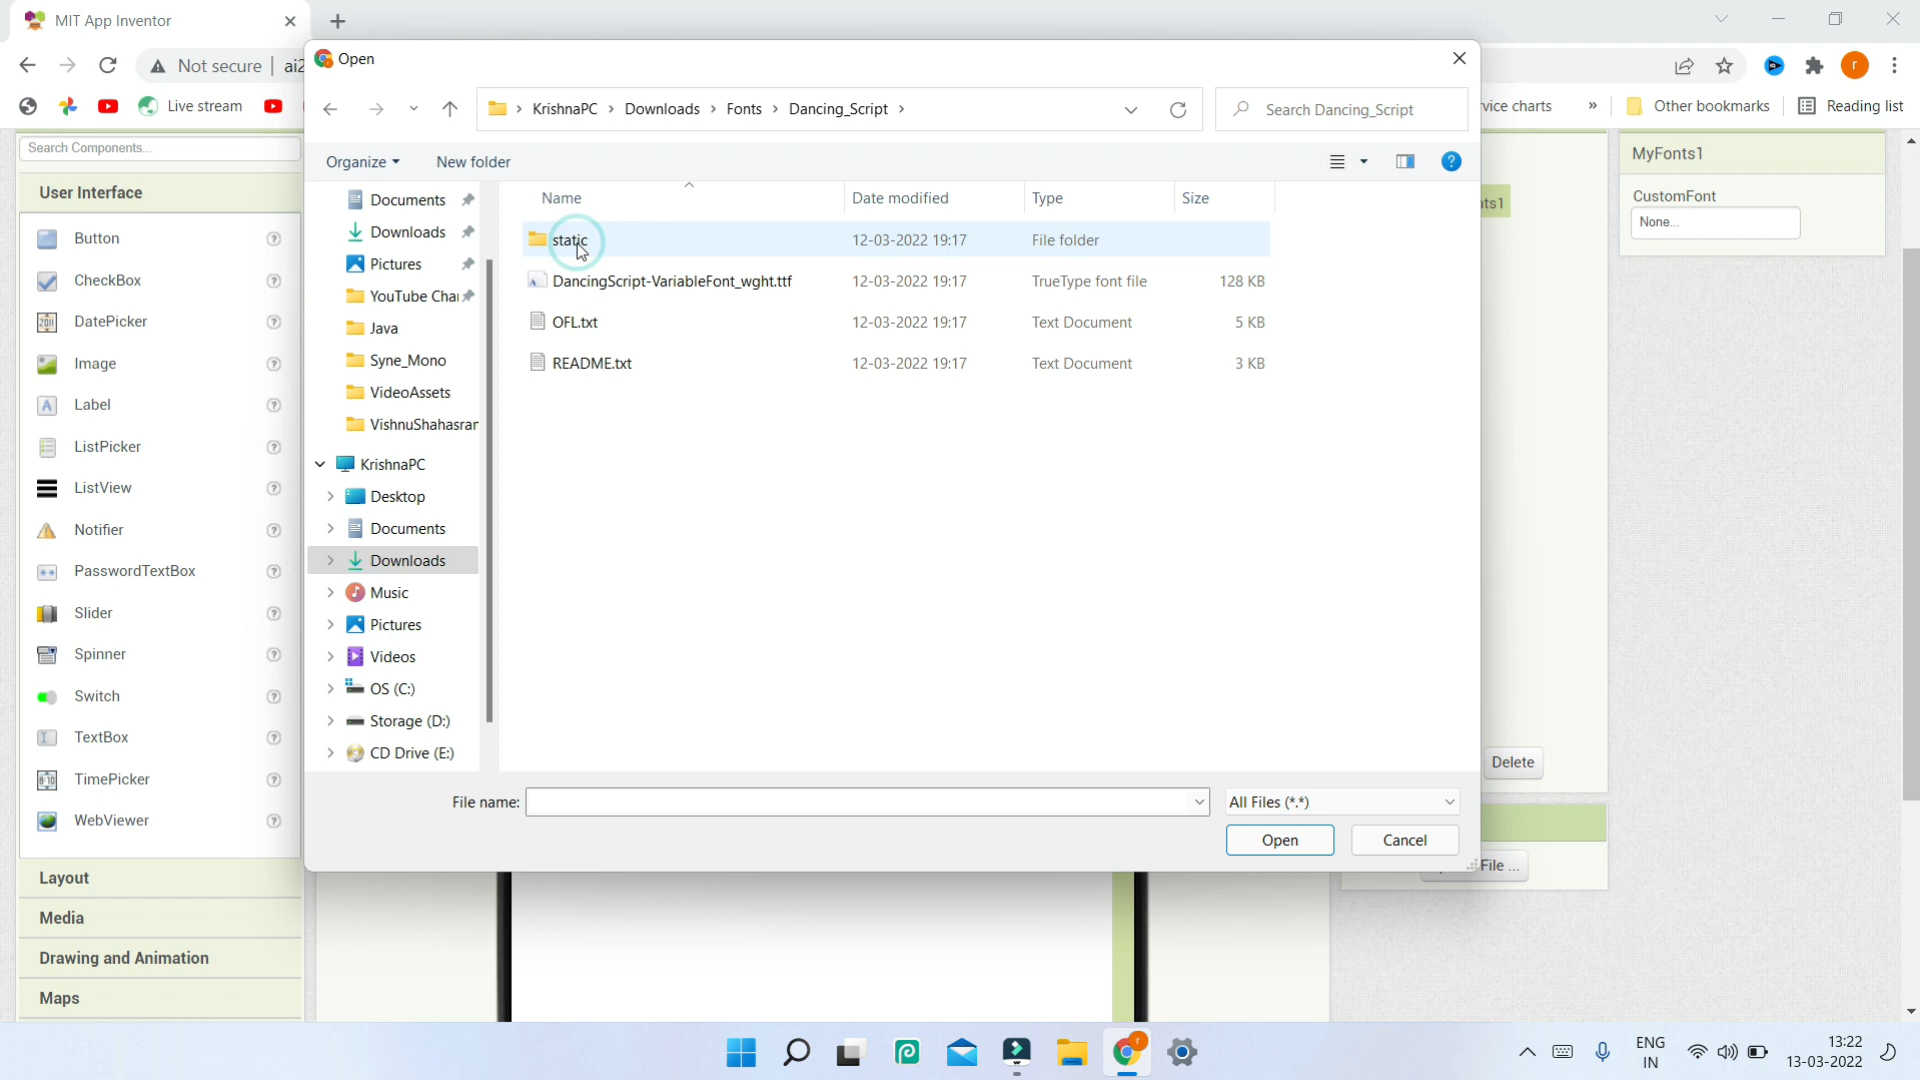 MIT App Inventor
Not secure
ai2
Live stream
vice charts
»
Other bookmarks
Reading list
Open
KrishnaPC > Downloads > Fonts > Dancing_Script >
Search Dancing_Script
Organize
New folder
Documents
Downloads
Pictures
YouTube Cha
Java
Syne_Mono
VideoAssets
VishnuShahasrar
KrishnaPC
Desktop
Documents
Downloads
Music
Pictures
Videos
OS (C:)
Storage (D:)
CD Drive (E:)
Name Date modified Type Size
static 12-03-2022 19:17 File folder
DancingScript-VariableFont_wght.ttf 12-03-2022 19:17 TrueType font file 128 KB
OFL.txt 12-03-2022 19:17 Text Document 5 KB
README.txt 12-03-2022 19:17 Text Document 3 KB
File name:
All Files (*.*)
Open
Cancel
Search Components...
User Interface
Button
CheckBox
DatePicker
Image
Label
ListPicker
ListView
Notifier
PasswordTextBox
Slider
Spinner
Switch
TextBox
TimePicker
WebViewer
Layout
Media
Drawing and Animation
Maps
nts1
Delete
File ...
MyFonts1
CustomFont
None...
ENG
IN
13:22
13-03-2022